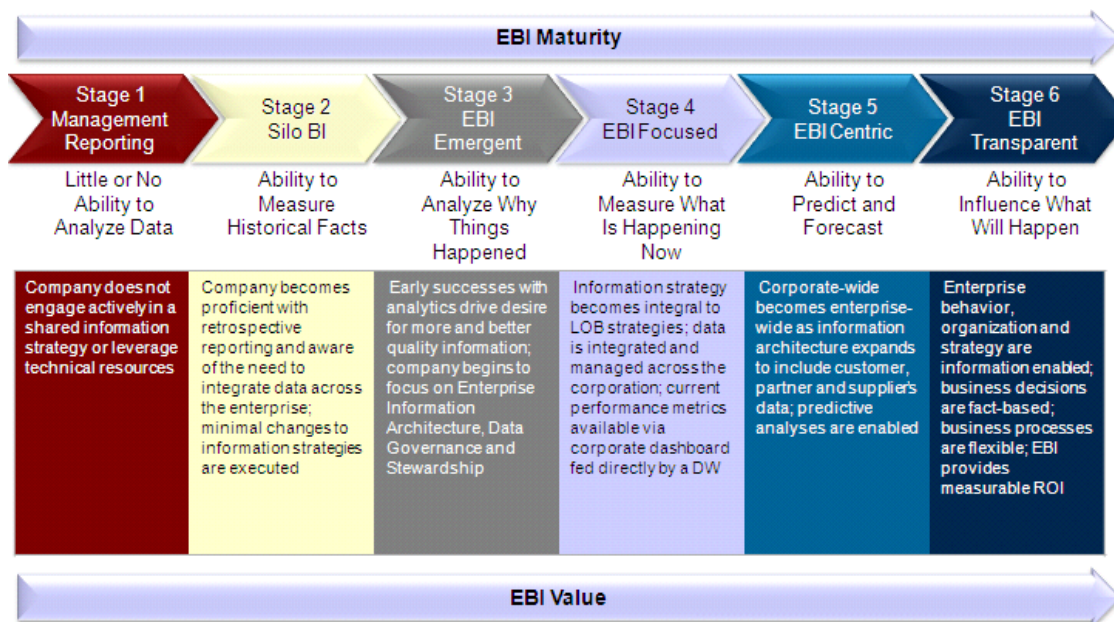 EBI Maturity
Stage 1
Management
Reporting
Stage 2
Silo BI
Stage 3
EBI
Emergent
Stage 4
EBI Focused
Stage 5
EBI Centric
Stage 6
EBI
Transparent
Little or No
Ability to
Analyze Data
Ability to
Measure
Historical Facts
Ability to
Analyze Why
Things
Happened
Ability to
Measure What
Is Happening
Now
Ability to
Predict and
Forecast
Ability to
Influence What
Will Happen
Company does not
engage actively in a
shared information
strategy or leverage
technical resources
Company becomes
proficient with
retrospective
reporting and aware
of the need to
integrate data across
the enterprise;
minimal changes to
information strategies
are executed
Early successes with
analytics drive desire
for more and better
quality information;
company begins to
focus on Enterprise
Information
Architecture, Data
Governance and
Stewardship
Information strategy
becomes integral to
LOB strategies; data
is integrated and
managed across the
corporation; current
performance metrics
available via
corporate dashboard
fed directly by a DW
Corporate-wide
becomes enterprise-
wide as information
architecture expands
to include customer,
partner and supplier's
data; predictive
analyses are enabled
Enterprise
behavior,
organization and
strategy are
information enabled;
business decisions
are fact-based;
business processes
are flexible; EBI
provides
measurable ROI
EBI Value